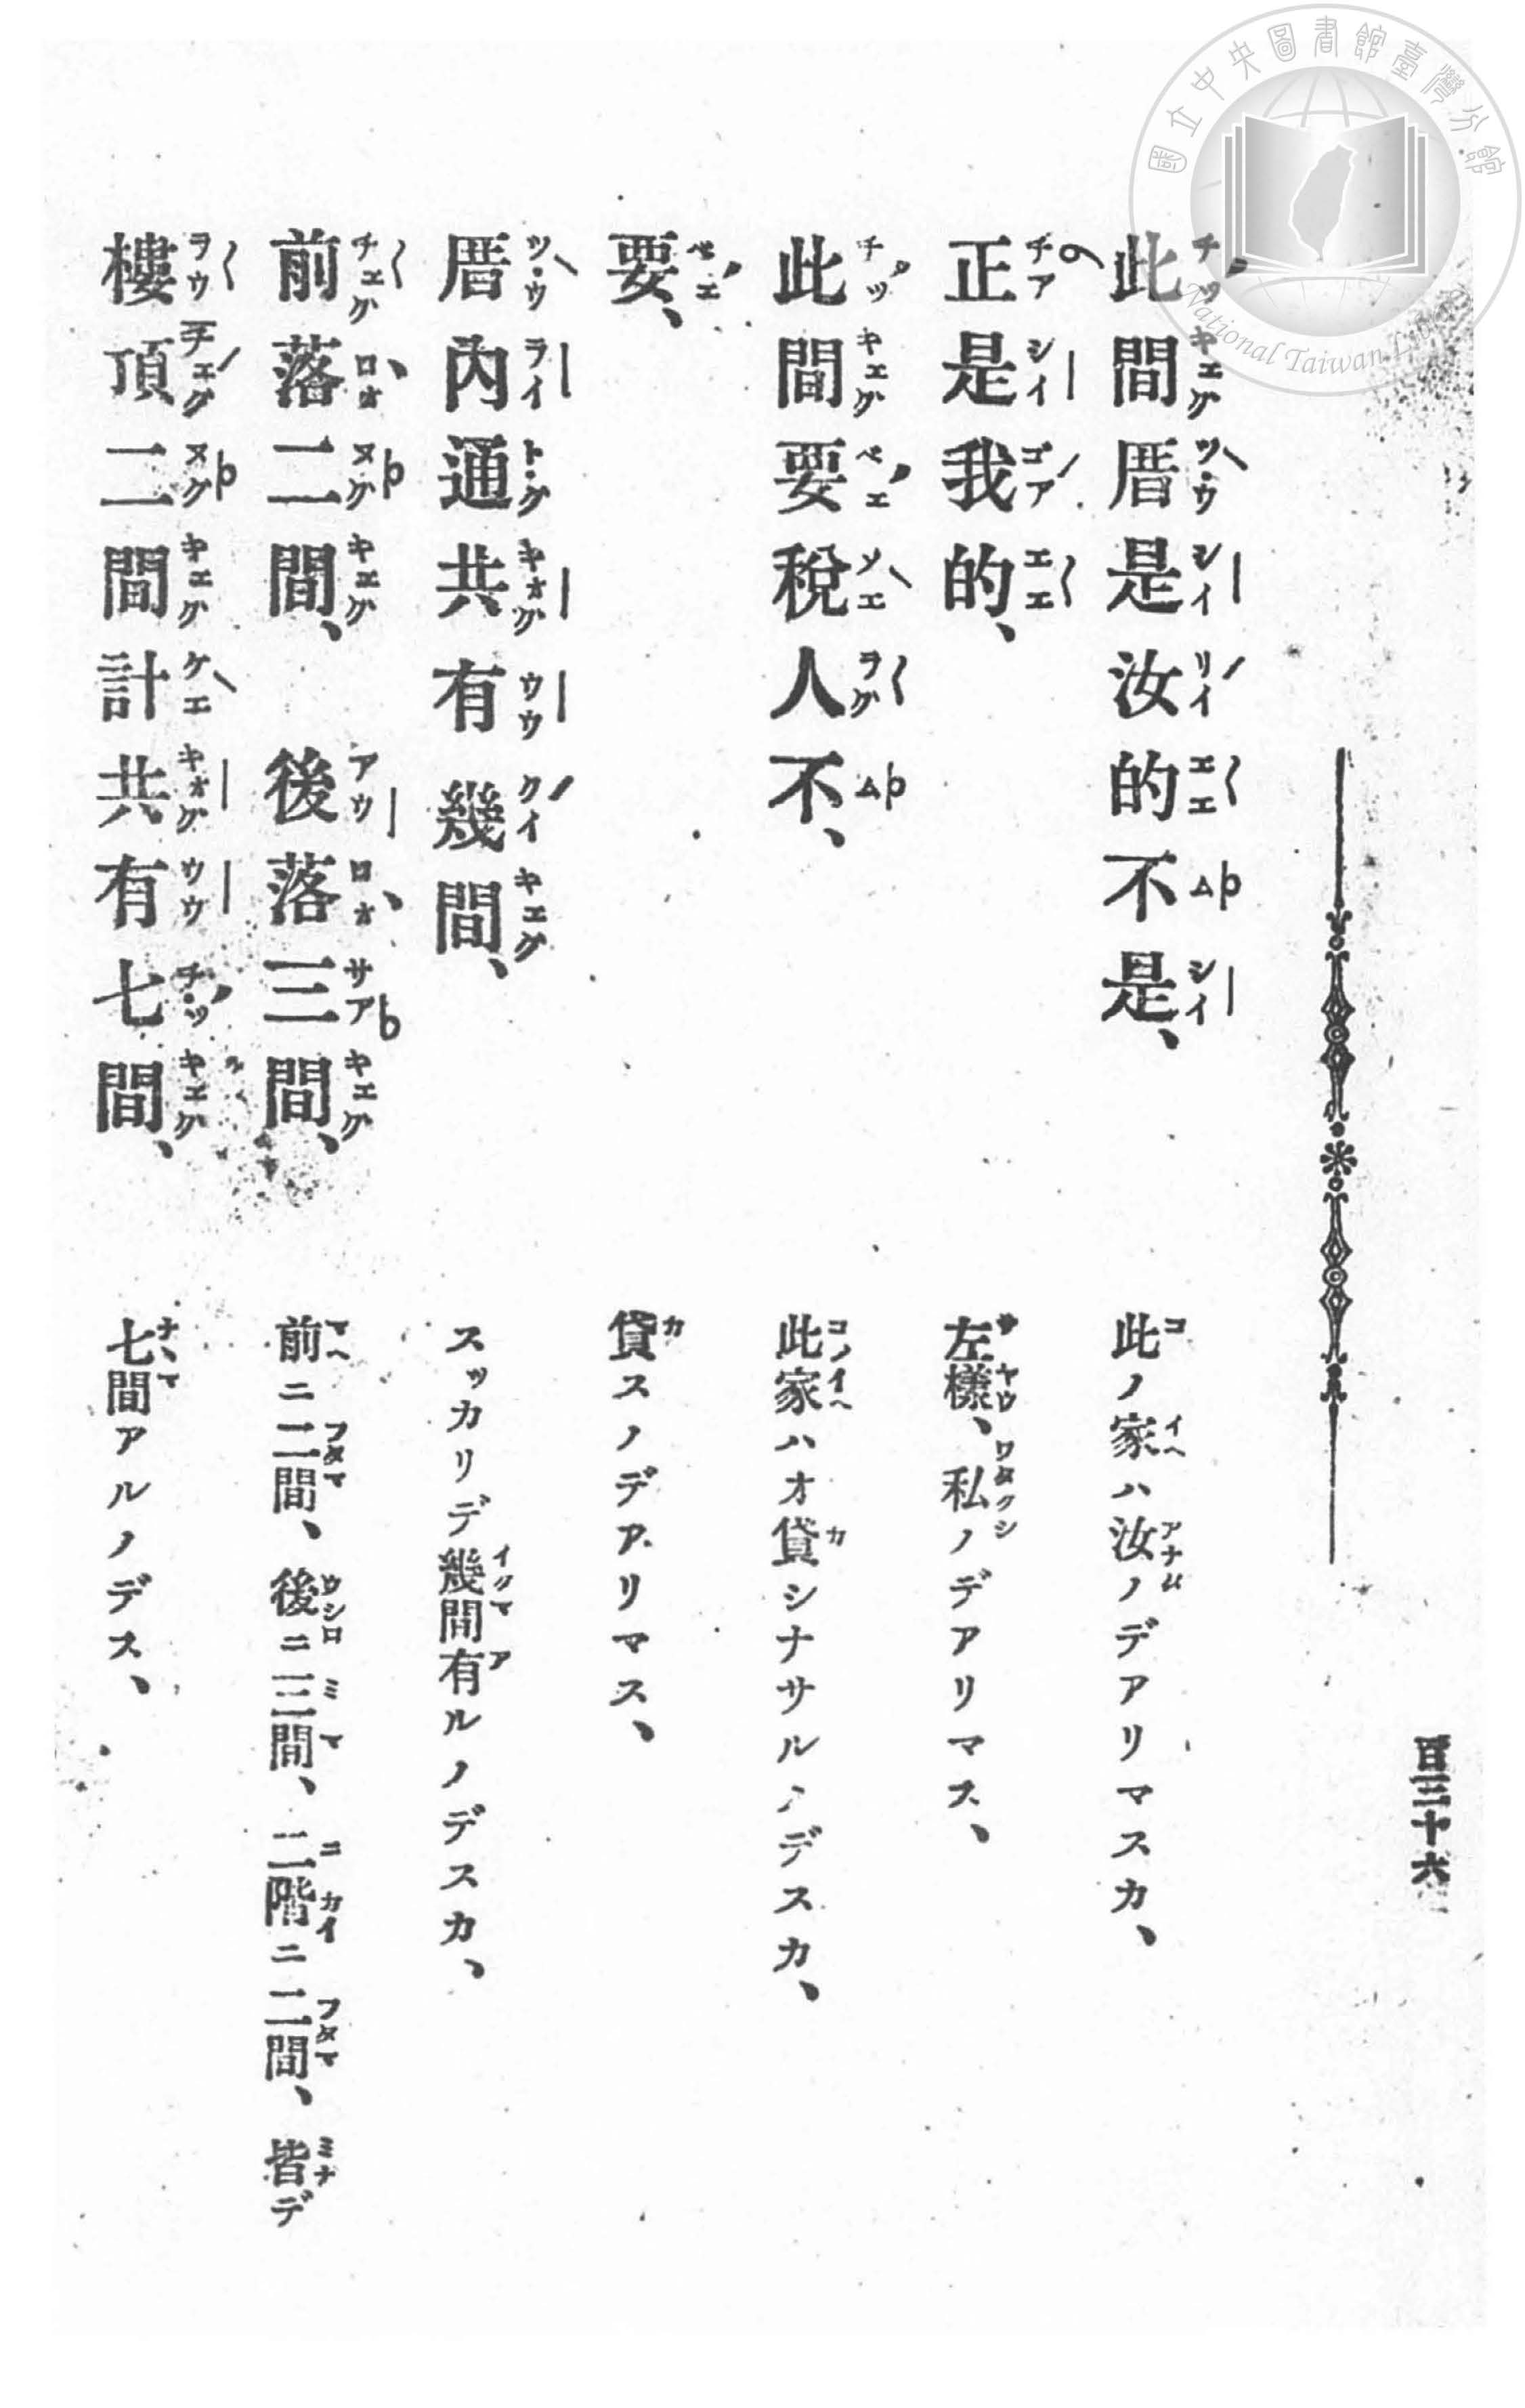 國立中央圖書館臺灣分館
National Taiwan Li
百三十六
此間厝是汝的不是、
此ノ家ハ汝ノデアリマスカ、
正是我的、
左樣、私ノデアリマス、
此間要稅人不、
此家ハオ貸シナサルノデスカ、
要、
貸スノデアリマス、
厝內通共有幾間、
スッカリデ幾間有ルノデスカ、
前落二間、後落三間、
前ニ二間、後ニ三間、二階ニ二間、皆デ
樓頂二間計共有七間、
七間アルノデス、